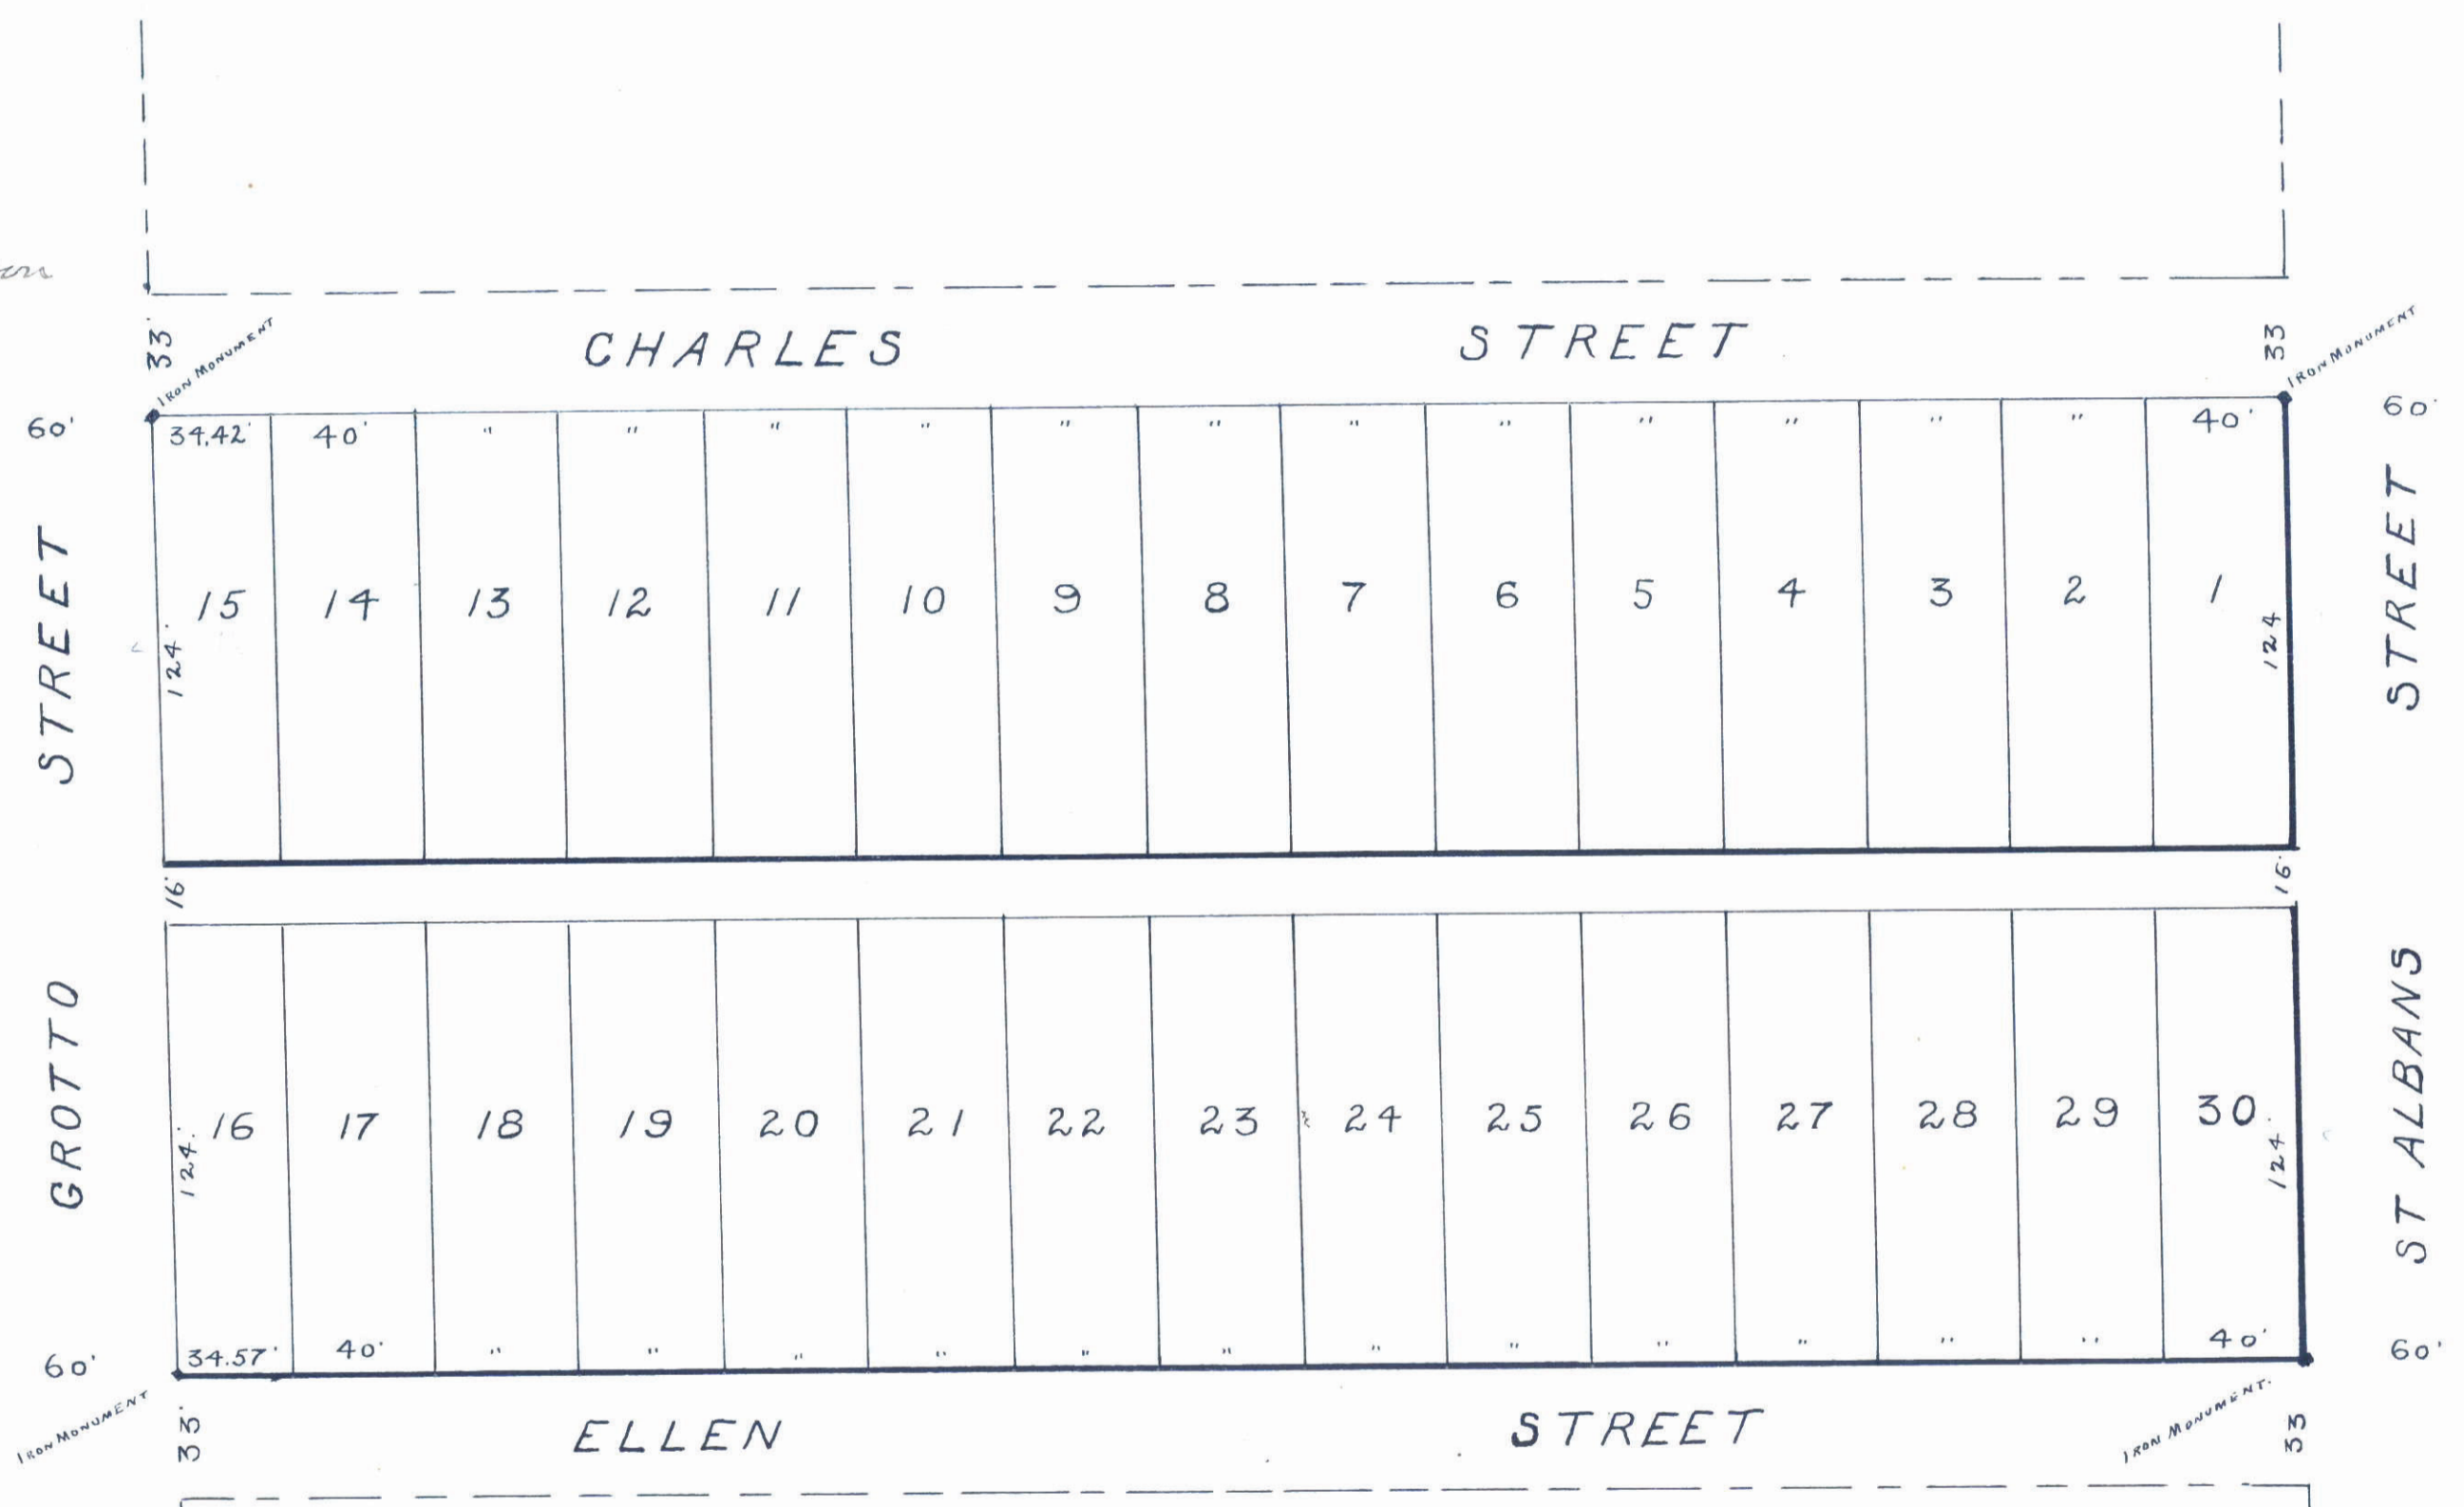 CHARLES STREET
33' IRON MONUMENT
33 IRON MONUMENT
60'
60'
34.42' 40' " " " " " " " " " " " " 40'
STREET
STREET
15 14 13 12 11 10 9 8 7 6 5 4 3 2 1
124'
124
16'
16'
GROTTO
ST ALBANS
16 17 18 19 20 21 22 23 24 25 26 27 28 29 30
124'
124'
34.57' 40' " " " " " " " " " " " " 40'
60'
60'
IRON MONUMENT
IRON MONUMENT.
33'
33
ELLEN STREET